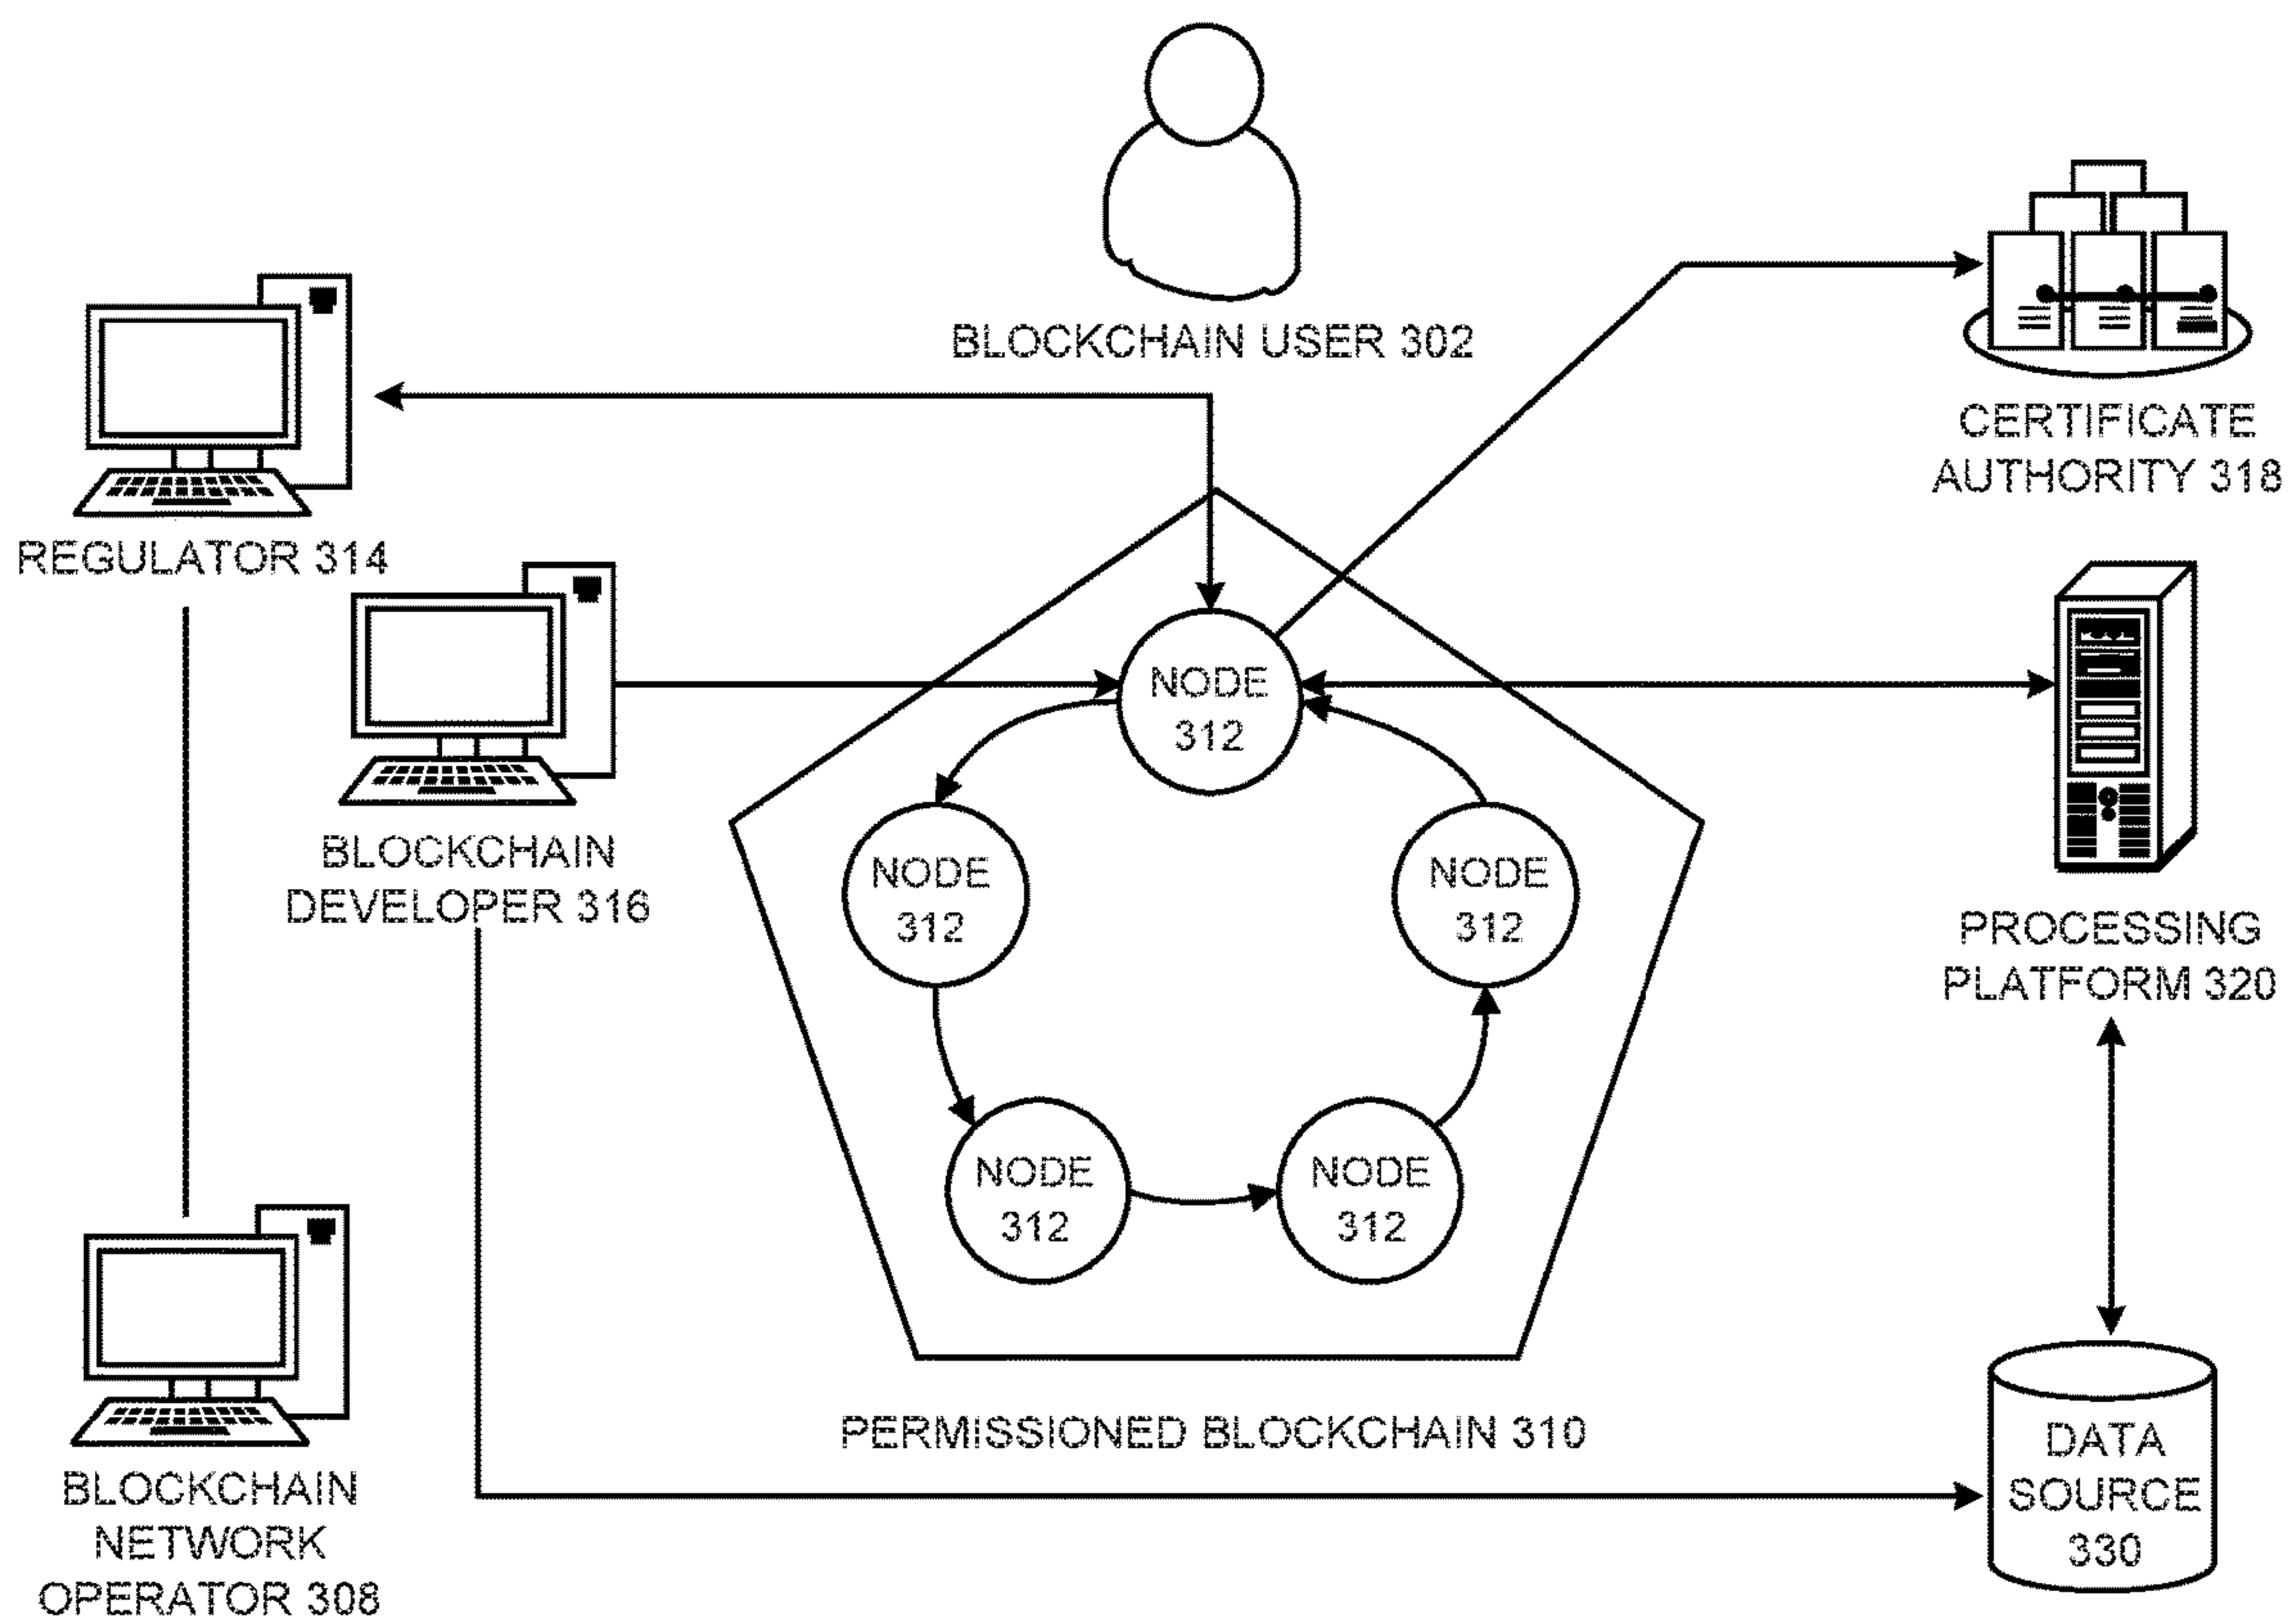 BLOCKCHAIN USER 302
CERTIFICATE
AUTHORITY 318
REGULATOR 314
NODE
312
BLOCKCHAIN
DEVELOPER 316
NODE
312
NODE
312
PROCESSING
PLATFORM 320
NODE
312
NODE
312
PERMISSIONED BLOCKCHAIN 310
DATA
SOURCE
330
BLOCKCHAIN
NETWORK
OPERATOR 308